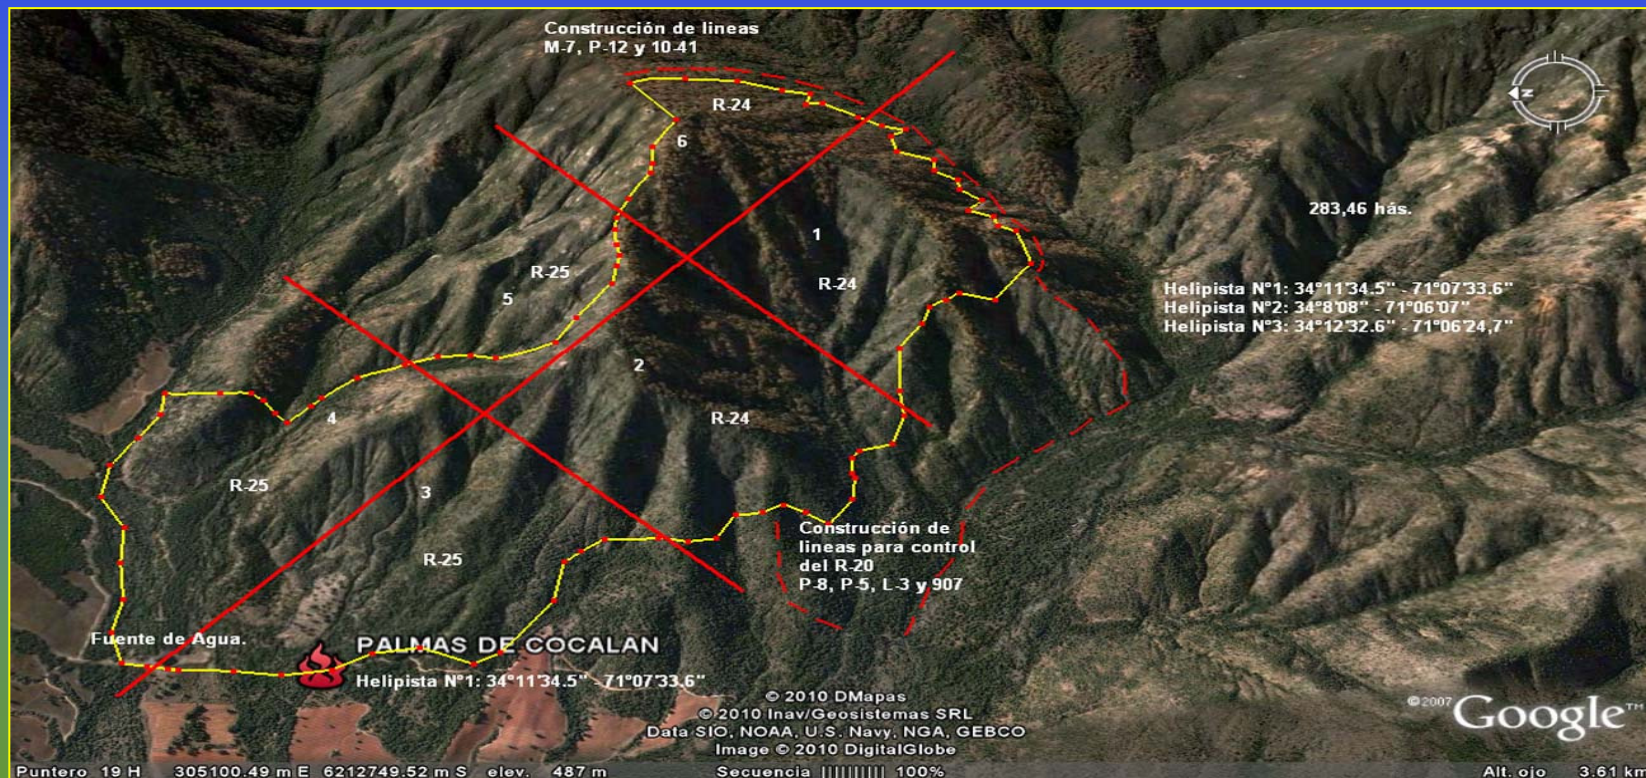 Construcción de lineas
M-7, P-12 y 10-41
R-24
N
6
283,46 hás.
1
R-25
R-24
5
Helipista Nº1: 34°11'34.5" - 71°07'33.6"
Helipista Nº2: 34°8'08" - 71°06'07"
Helipista Nº3: 34°12'32.6" - 71°06'24,7"
2
4
R-24
R-25
3
Construcción de
lineas para control
del R-20
P-8, P-5, L-3 y 907
R-25
Fuente de Agua.
PALMAS DE COCALAN
Helipista Nº1: 34°11'34.5" - 71°07'33.6"
© 2010 DMapas
© 2010 Inav/Geosistemas SRL
Data SIO, NOAA, U.S. Navy, NGA, GEBCO
Image © 2010 DigitalGlobe
©2007 Google™
Puntero 19 H 305100.49 m E 6212749.52 m S elev. 487 m Secuencia |||||||||| 100% Alt. ojo 3.61 km